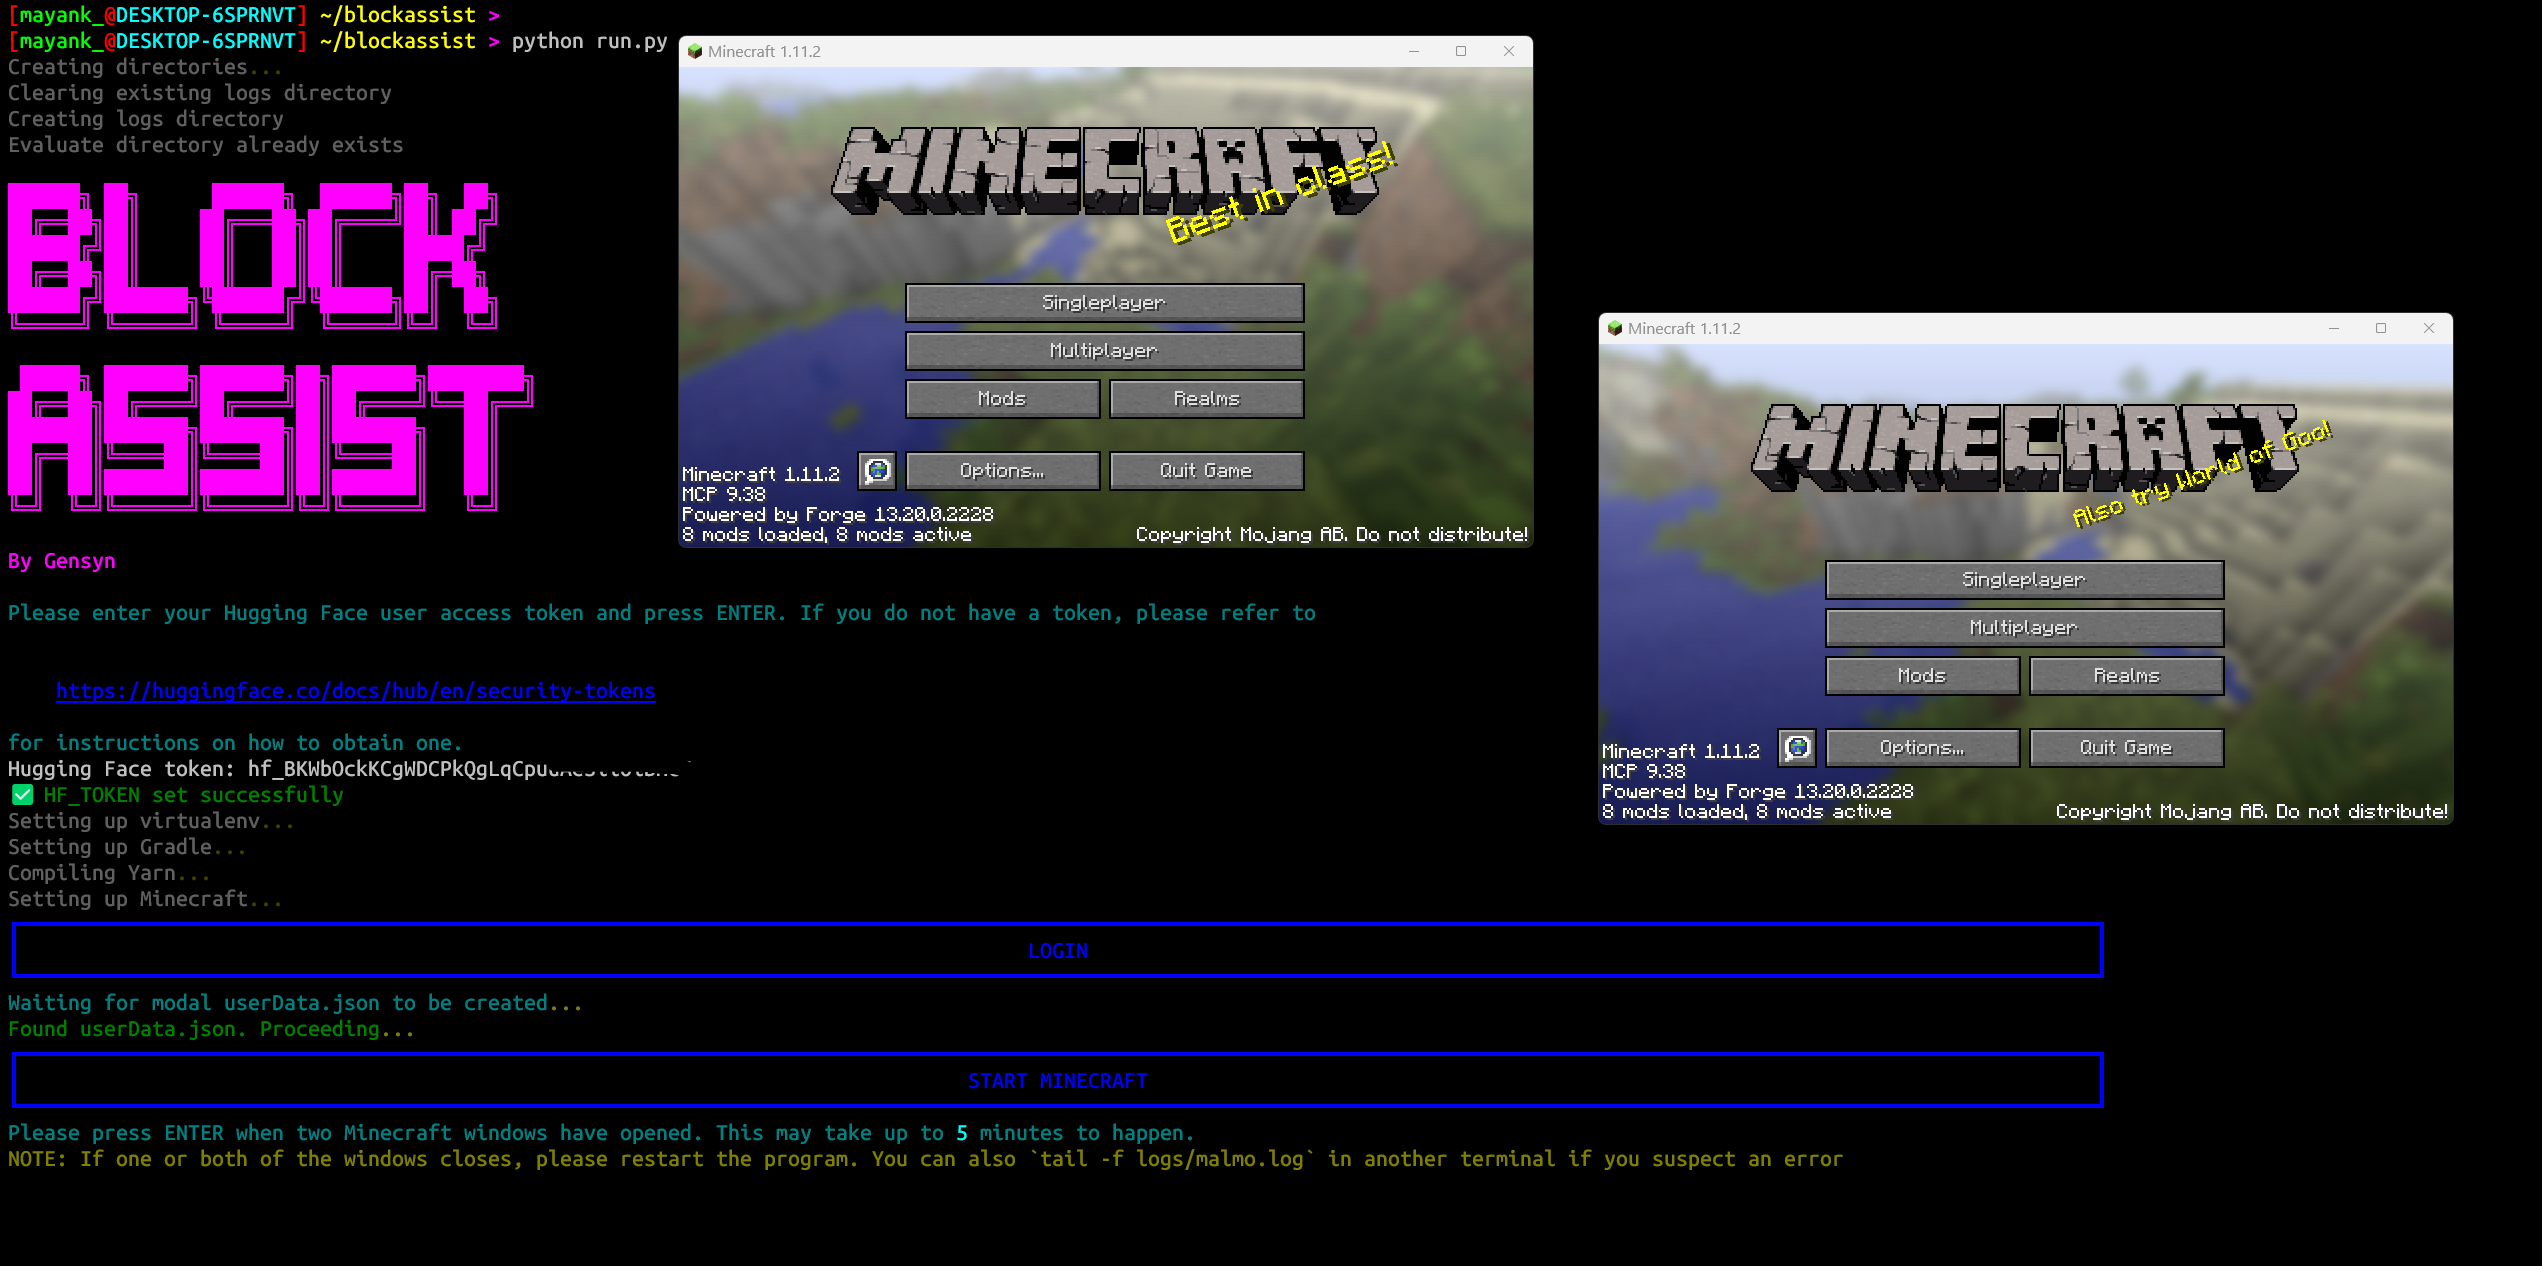 [mayank_@DESKTOP-6SPRNVT] ~/blockassist >
[mayank_@DESKTOP-6SPRNVT] ~/blockassist > python run.py
Creating directories...
Clearing existing logs directory
Creating logs directory
Evaluate directory already exists
BLOCK
ASSIST
By Gensyn
Please enter your Hugging Face user access token and press ENTER. If you do not have a token, please refer to
https://huggingface.co/docs/hub/en/security-tokens
for instructions on how to obtain one.
Hugging Face token:
✅ HF_TOKEN set successfully
Setting up virtualenv...
Setting up Gradle...
Compiling Yarn...
Setting up Minecraft...
LOGIN
Waiting for modal userData.json to be created...
Found userData.json. Proceeding...
START MINECRAFT
Please press ENTER when two Minecraft windows have opened. This may take up to 5 minutes to happen.
NOTE: If one or both of the windows closes, please restart the program. You can also `tail -f logs/malmo.log` in another terminal if you suspect an error
Minecraft 1.11.2
MINECRAFT
Best in class!
Singleplayer
Multiplayer
Mods
Realms
Options...
Quit Game
Minecraft 1.11.2
MCP 9.38
Powered by Forge 13.20.0.2228
8 mods loaded, 8 mods active
Copyright Mojang AB. Do not distribute!
Minecraft 1.11.2
MINECRAFT
Also try World of Goo!
Singleplayer
Multiplayer
Mods
Realms
Options...
Quit Game
Minecraft 1.11.2
MCP 9.38
Powered by Forge 13.20.0.2228
8 mods loaded, 8 mods active
Copyright Mojang AB. Do not distribute!